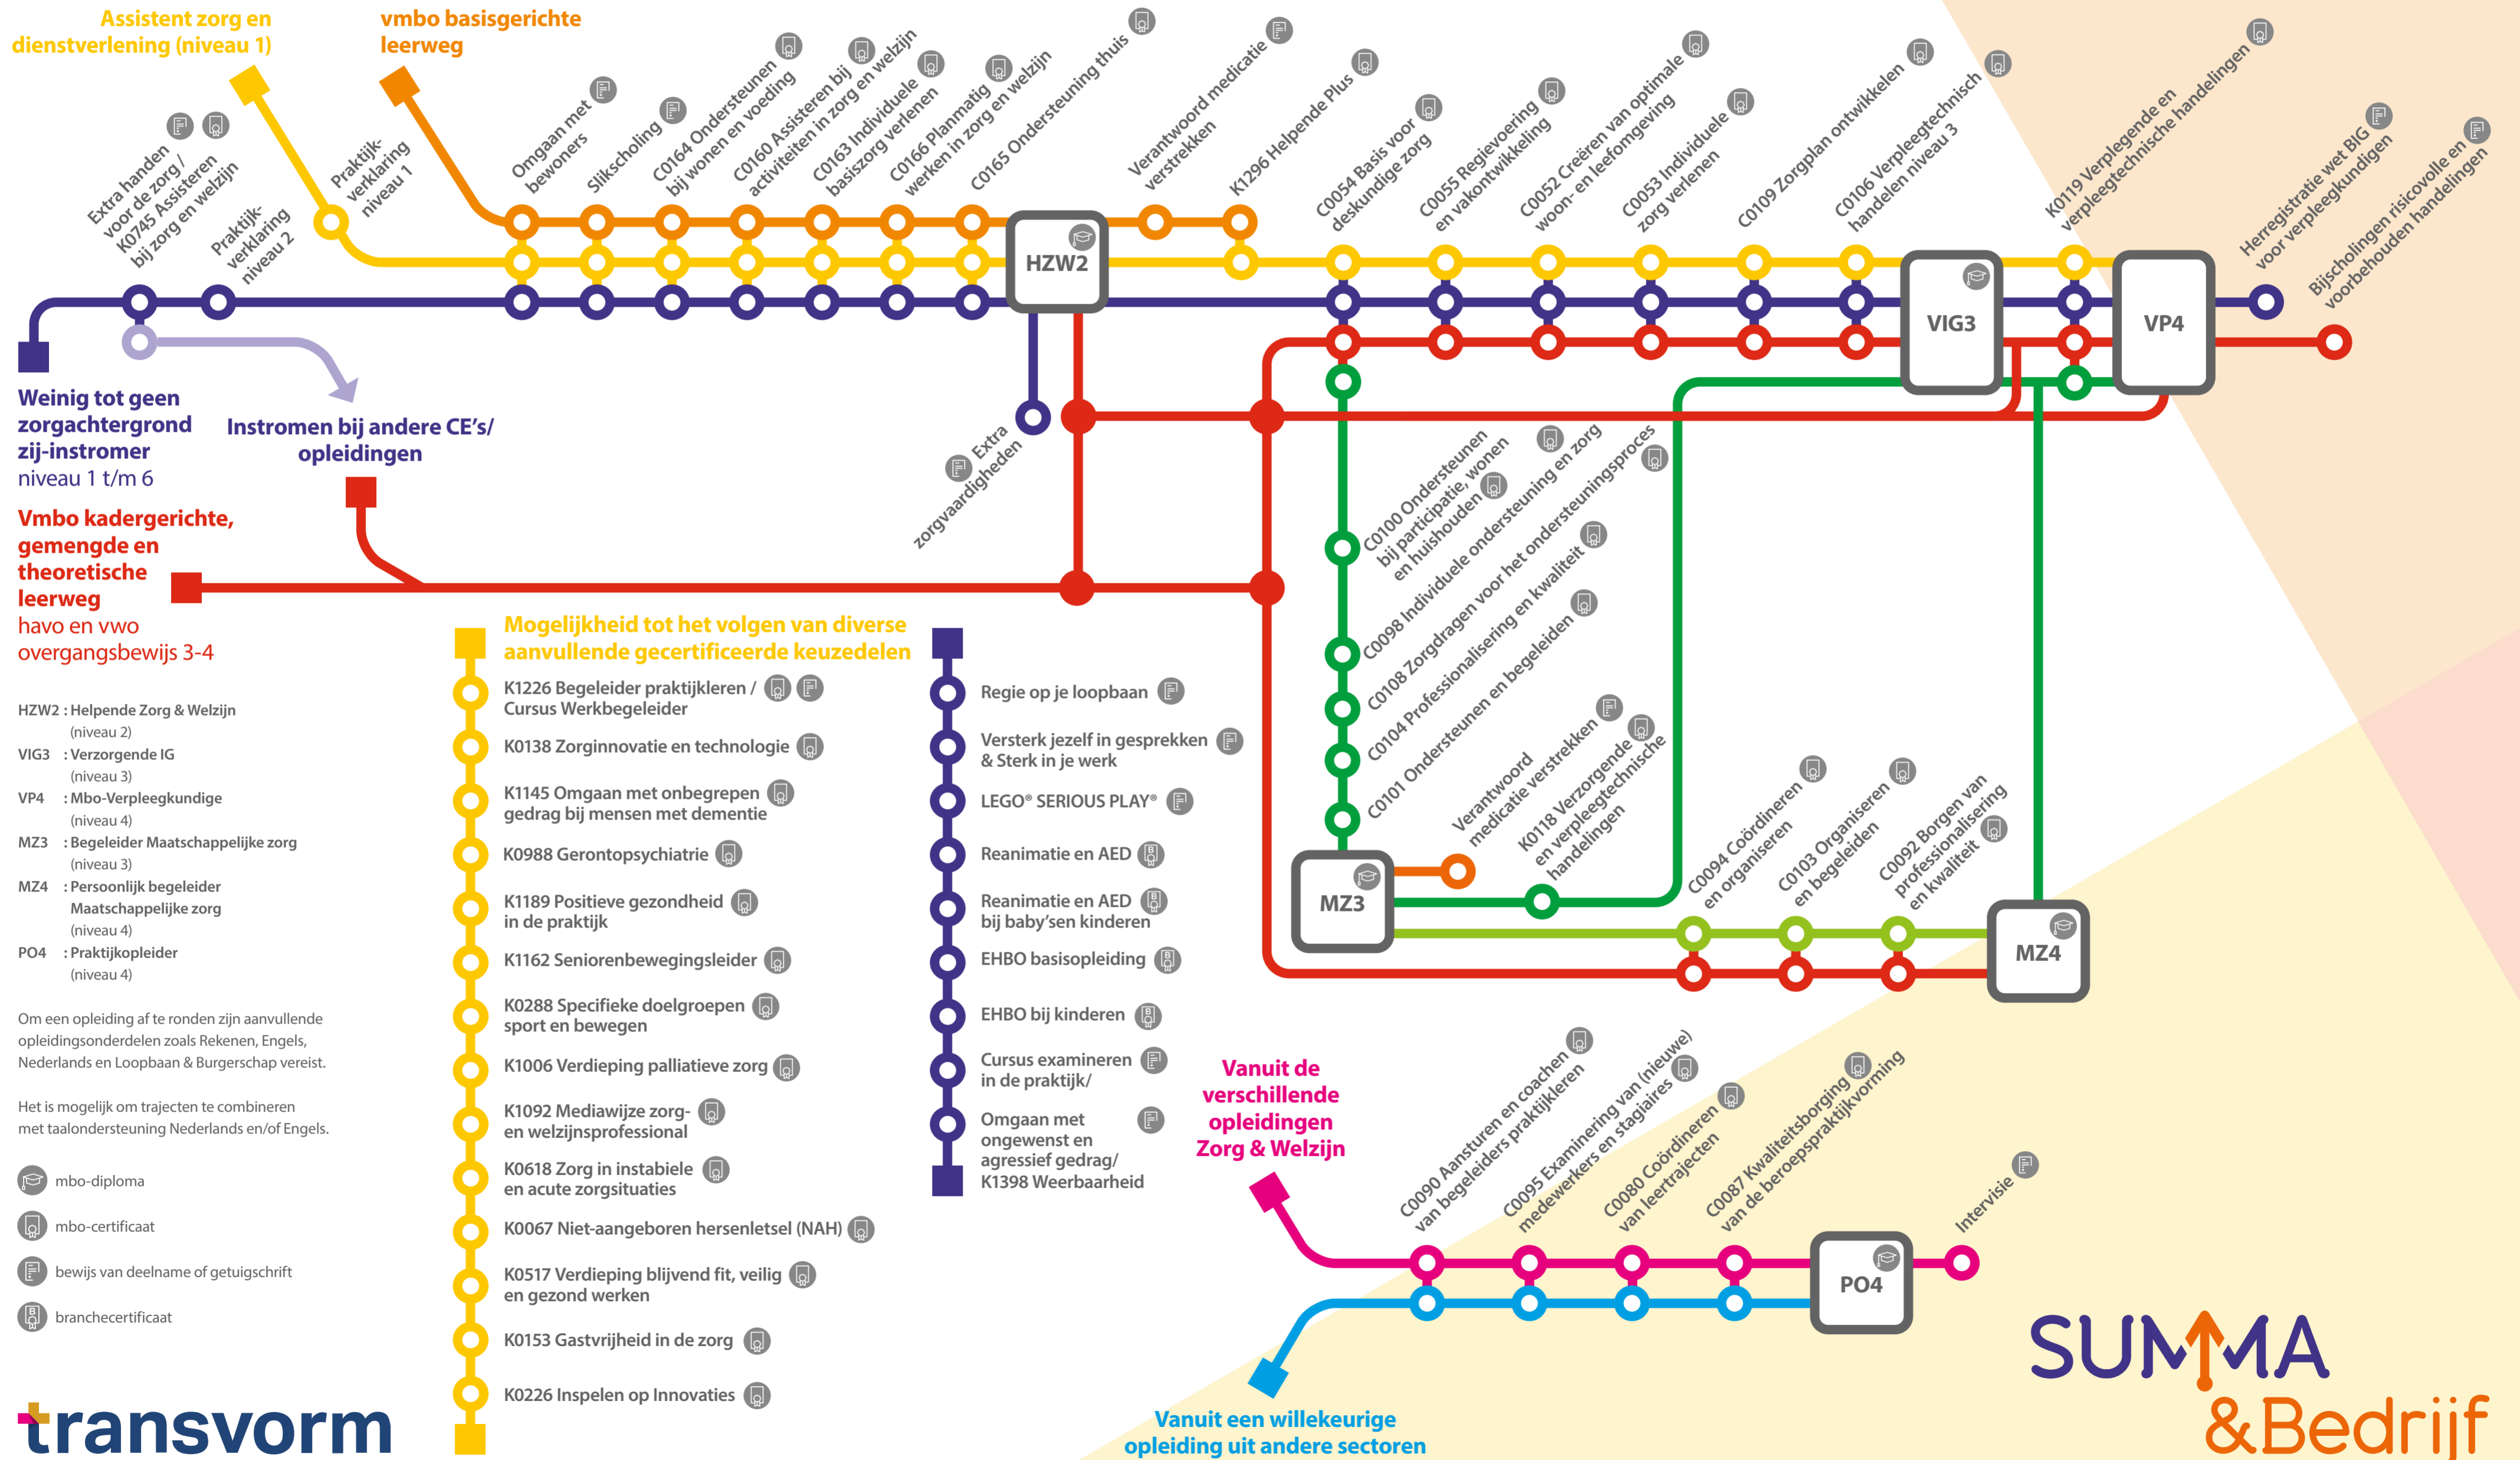 Assistent zorg en
dienstverlening (niveau 1)
vmbo basisgerichte
leerweg
Extra handen
voor de zorg /
K0745 Assisteren
bij zorg en welzijn
Praktijk-
verklaring
niveau 2
Praktijk-
verklaring
niveau 1
Omgaan met
bewoners
Slikscholing
C0164 Ondersteunen
bij wonen en voeding
C0160 Assisteren bij
activiteiten in zorg en welzijn
C0163 Individuele
basiszorg verlenen
C0166 Planmatig
werken in zorg en welzijn
C0165 Ondersteuning thuis
Verantwoord medicatie
verstrekken
K1296 Helpende Plus
C0054 Basis voor
deskundige zorg
C0055 Regievoering
en vakontwikkeling
C0052 Creëren van optimale
woon- en leefomgeving
C0053 Individuele
zorg verlenen
C0109 Zorgplan ontwikkelen
C0106 Verpleegtechnisch
handelen niveau 3
K0119 Verplegende en
verpleegtechnische handelingen
Herregistratie wet BIG
voor verpleegkundigen
Bijscholingen risicovolle en
voorbehouden handelingen
HZW2
VIG3
VP4
Weinig tot geen
zorgachtergrond
zij-instromer
niveau 1 t/m 6
Instromen bij andere CE's/
opleidingen
Extra
zorgvaardigheden
Vmbo kadergerichte,
gemengde en
theoretische
leerweg
havo en vwo
overgangsbewijs 3-4
C0100 Ondersteunen
bij participatie, wonen
en huishouden
C0098 Individuele ondersteuning en zorg
C0108 Zorgdragen voor het ondersteuningsproces
C0104 Professionalisering en kwaliteit
C0101 Ondersteunen en begeleiden
Verantwoord
medicatie verstrekken
K0118 Verzorgende
en verpleegtechnische
handelingen
C0094 Coördineren
en organiseren
C0103 Organiseren
en begeleiden
C0092 Borgen van
professionalisering
en kwaliteit
MZ3
MZ4
HZW2 : Helpende Zorg & Welzijn
(niveau 2)
VIG3 : Verzorgende IG
(niveau 3)
VP4 : Mbo-Verpleegkundige
(niveau 4)
MZ3 : Begeleider Maatschappelijke zorg
(niveau 3)
MZ4 : Persoonlijk begeleider
Maatschappelijke zorg
(niveau 4)
PO4 : Praktijkopleider
(niveau 4)
Om een opleiding af te ronden zijn aanvullende
opleidingsonderdelen zoals Rekenen, Engels,
Nederlands en Loopbaan & Burgerschap vereist.
Het is mogelijk om trajecten te combineren
met taalondersteuning Nederlands en/of Engels.
mbo-diploma
mbo-certificaat
bewijs van deelname of getuigschrift
B
branchecertificaat
transvorm
Mogelijkheid tot het volgen van diverse
aanvullende gecertificeerde keuzedelen
K1226 Begeleider praktijkleren /
Cursus Werkbegeleider
K0138 Zorginnovatie en technologie
K1145 Omgaan met onbegrepen
gedrag bij mensen met dementie
K0988 Gerontopsychiatrie
K1189 Positieve gezondheid
in de praktijk
K1162 Seniorenbewegingsleider
K0288 Specifieke doelgroepen
sport en bewegen
K1006 Verdieping palliatieve zorg
K1092 Mediawijze zorg-
en welzijnsprofessional
K0618 Zorg in instabiele
en acute zorgsituaties
K0067 Niet-aangeboren hersenletsel (NAH)
K0517 Verdieping blijvend fit, veilig
en gezond werken
K0153 Gastvrijheid in de zorg
K0226 Inspelen op Innovaties
Regie op je loopbaan
Versterk jezelf in gesprekken
& Sterk in je werk
LEGO® SERIOUS PLAY®
Reanimatie en AED
B
Reanimatie en AED
bij baby'sen kinderen
B
EHBO basisopleiding
B
EHBO bij kinderen
B
Cursus examineren
in de praktijk/
Omgaan met
ongewenst en
agressief gedrag/
K1398 Weerbaarheid
Vanuit de
verschillende
opleidingen
Zorg & Welzijn
C0090 Aansturen en coachen
van begeleiders praktijkleren
C0095 Examinering van (nieuwe)
medewerkers en stagiaires
C0080 Coördineren
van leertrajecten
C0087 Kwaliteitsborging
van de beroepspraktijkvorming
Intervisie
PO4
Vanuit een willekeurige
opleiding uit andere sectoren
SUMMA
&Bedrijf